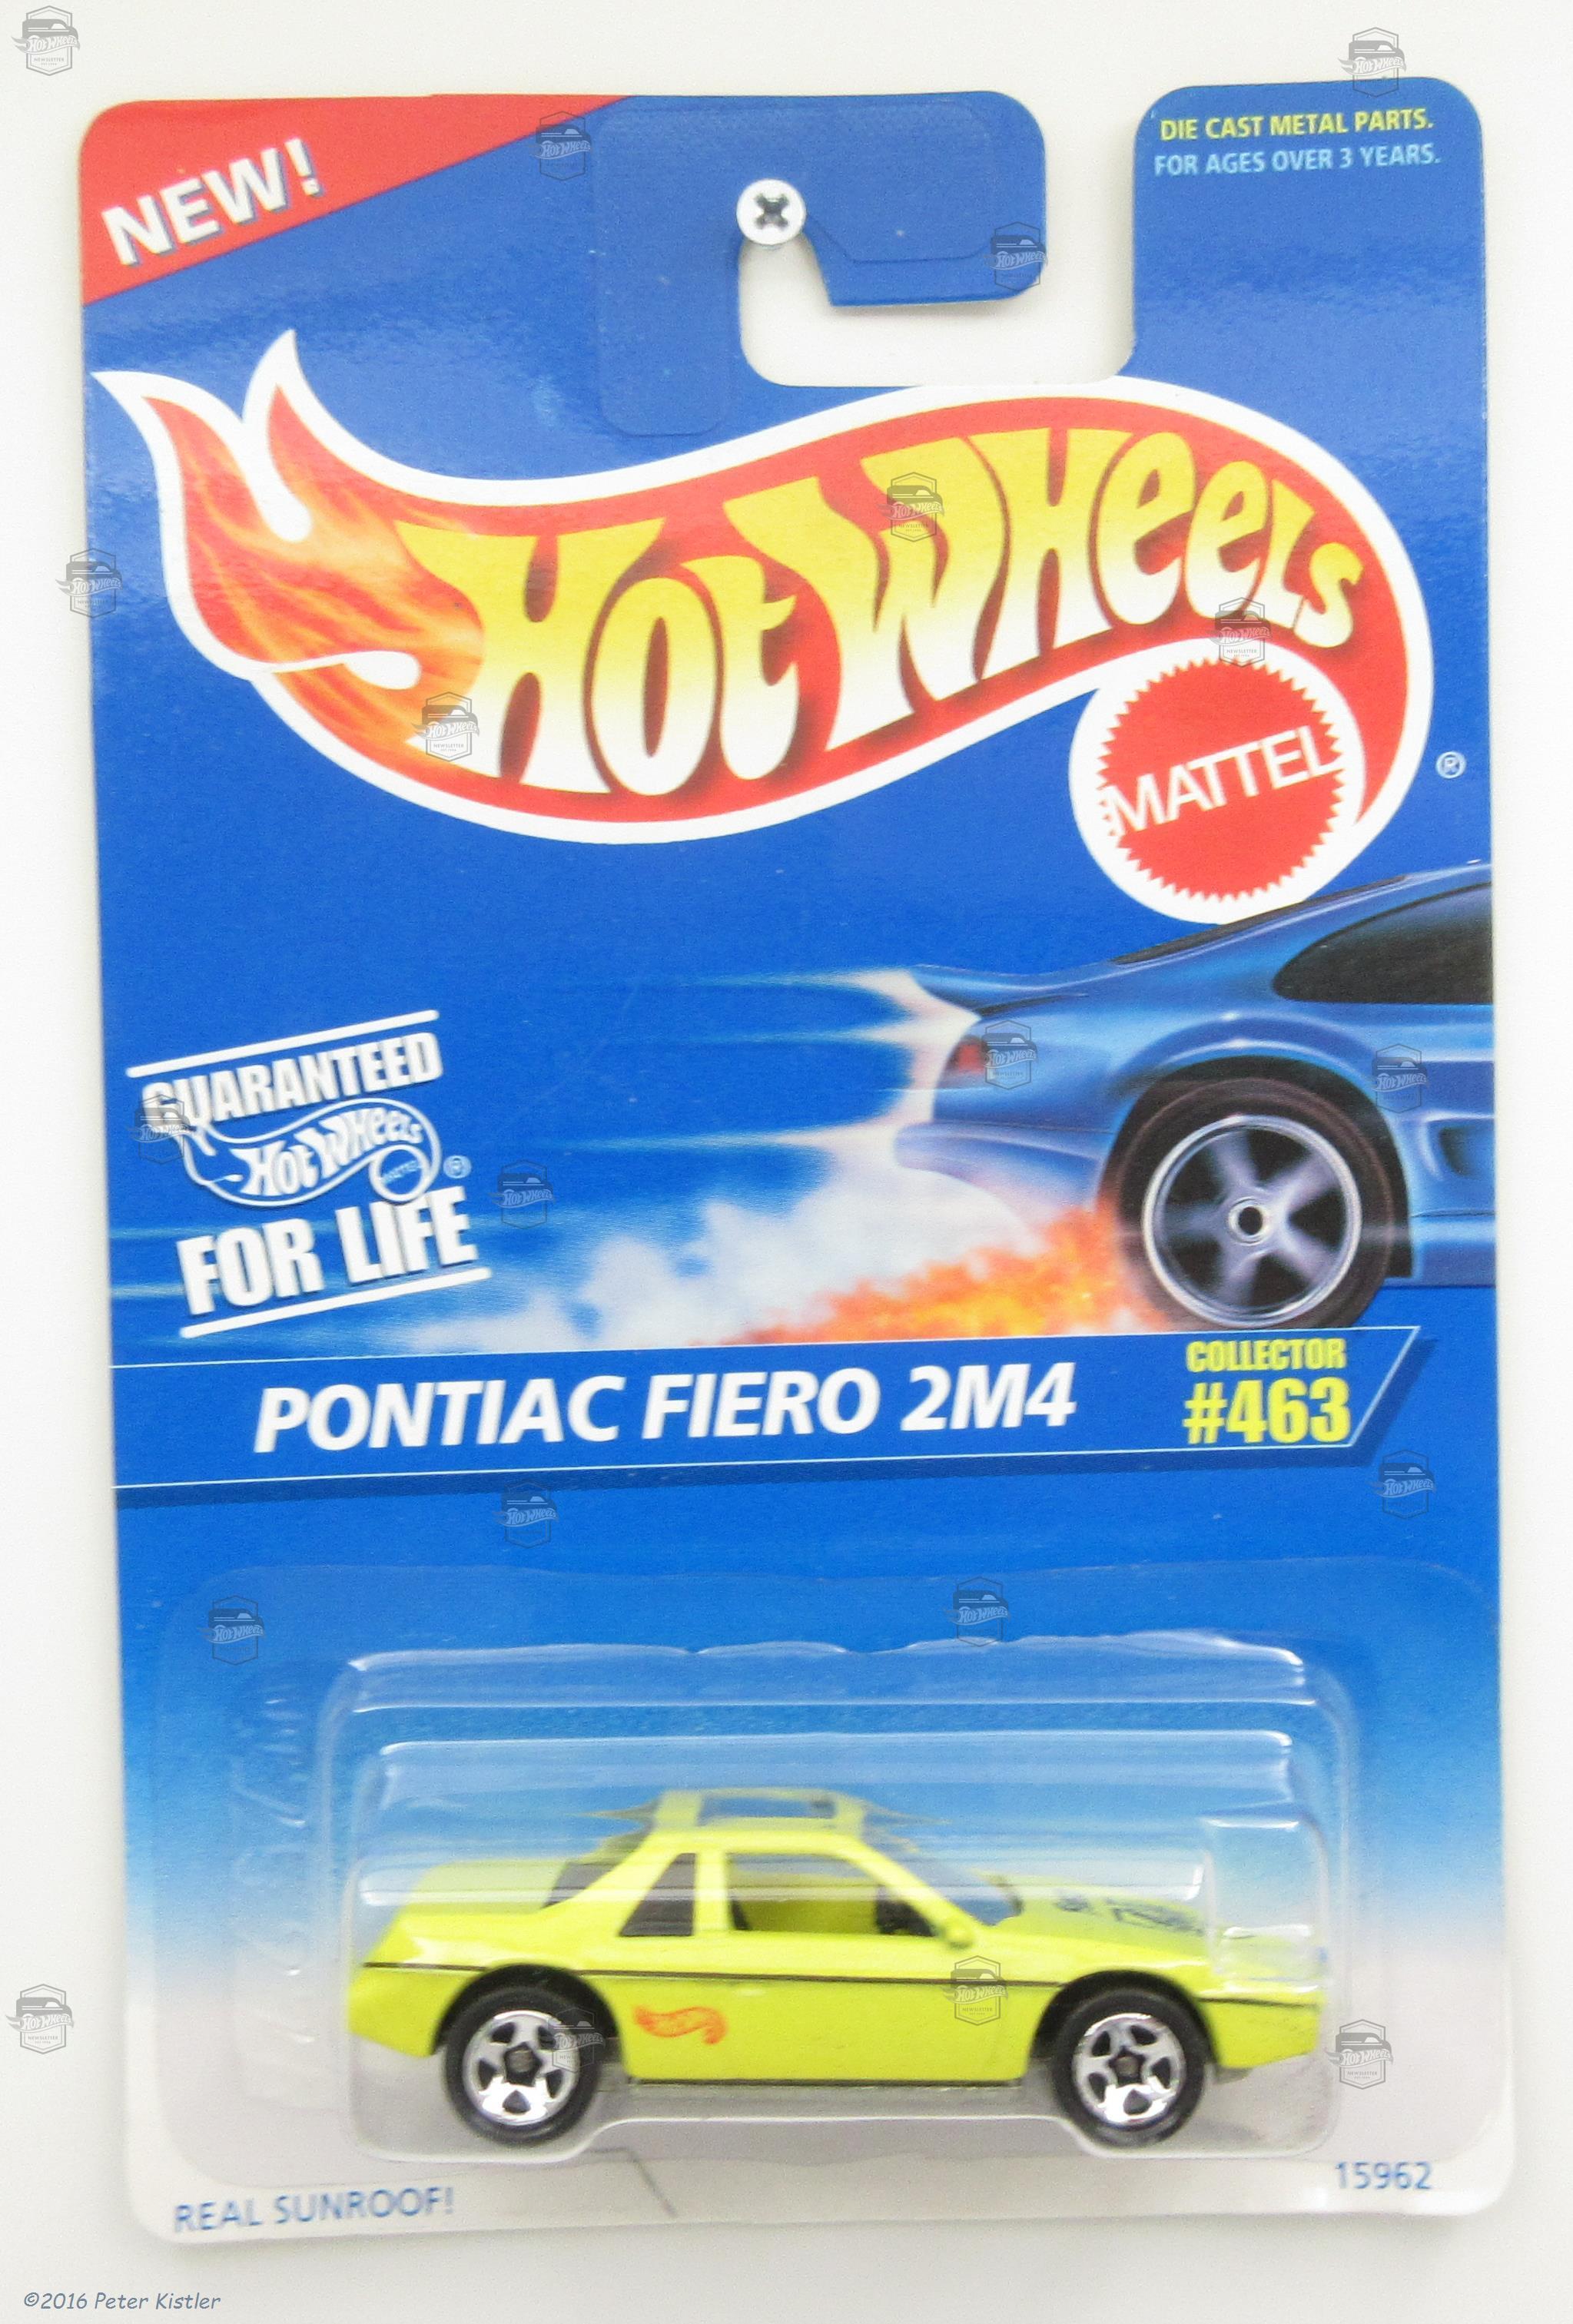 NEW!
DIE CAST METAL PARTS.
FOR AGES OVER 3 YEARS.
HOT WHEELS
MATTEL
®
GUARANTEED
HOT WHEELS
MATTEL
®
FOR LIFE
COLLECTOR
PONTIAC FIERO 2M4
#463
15962
REAL SUNROOF!
©2016 Peter Kistler